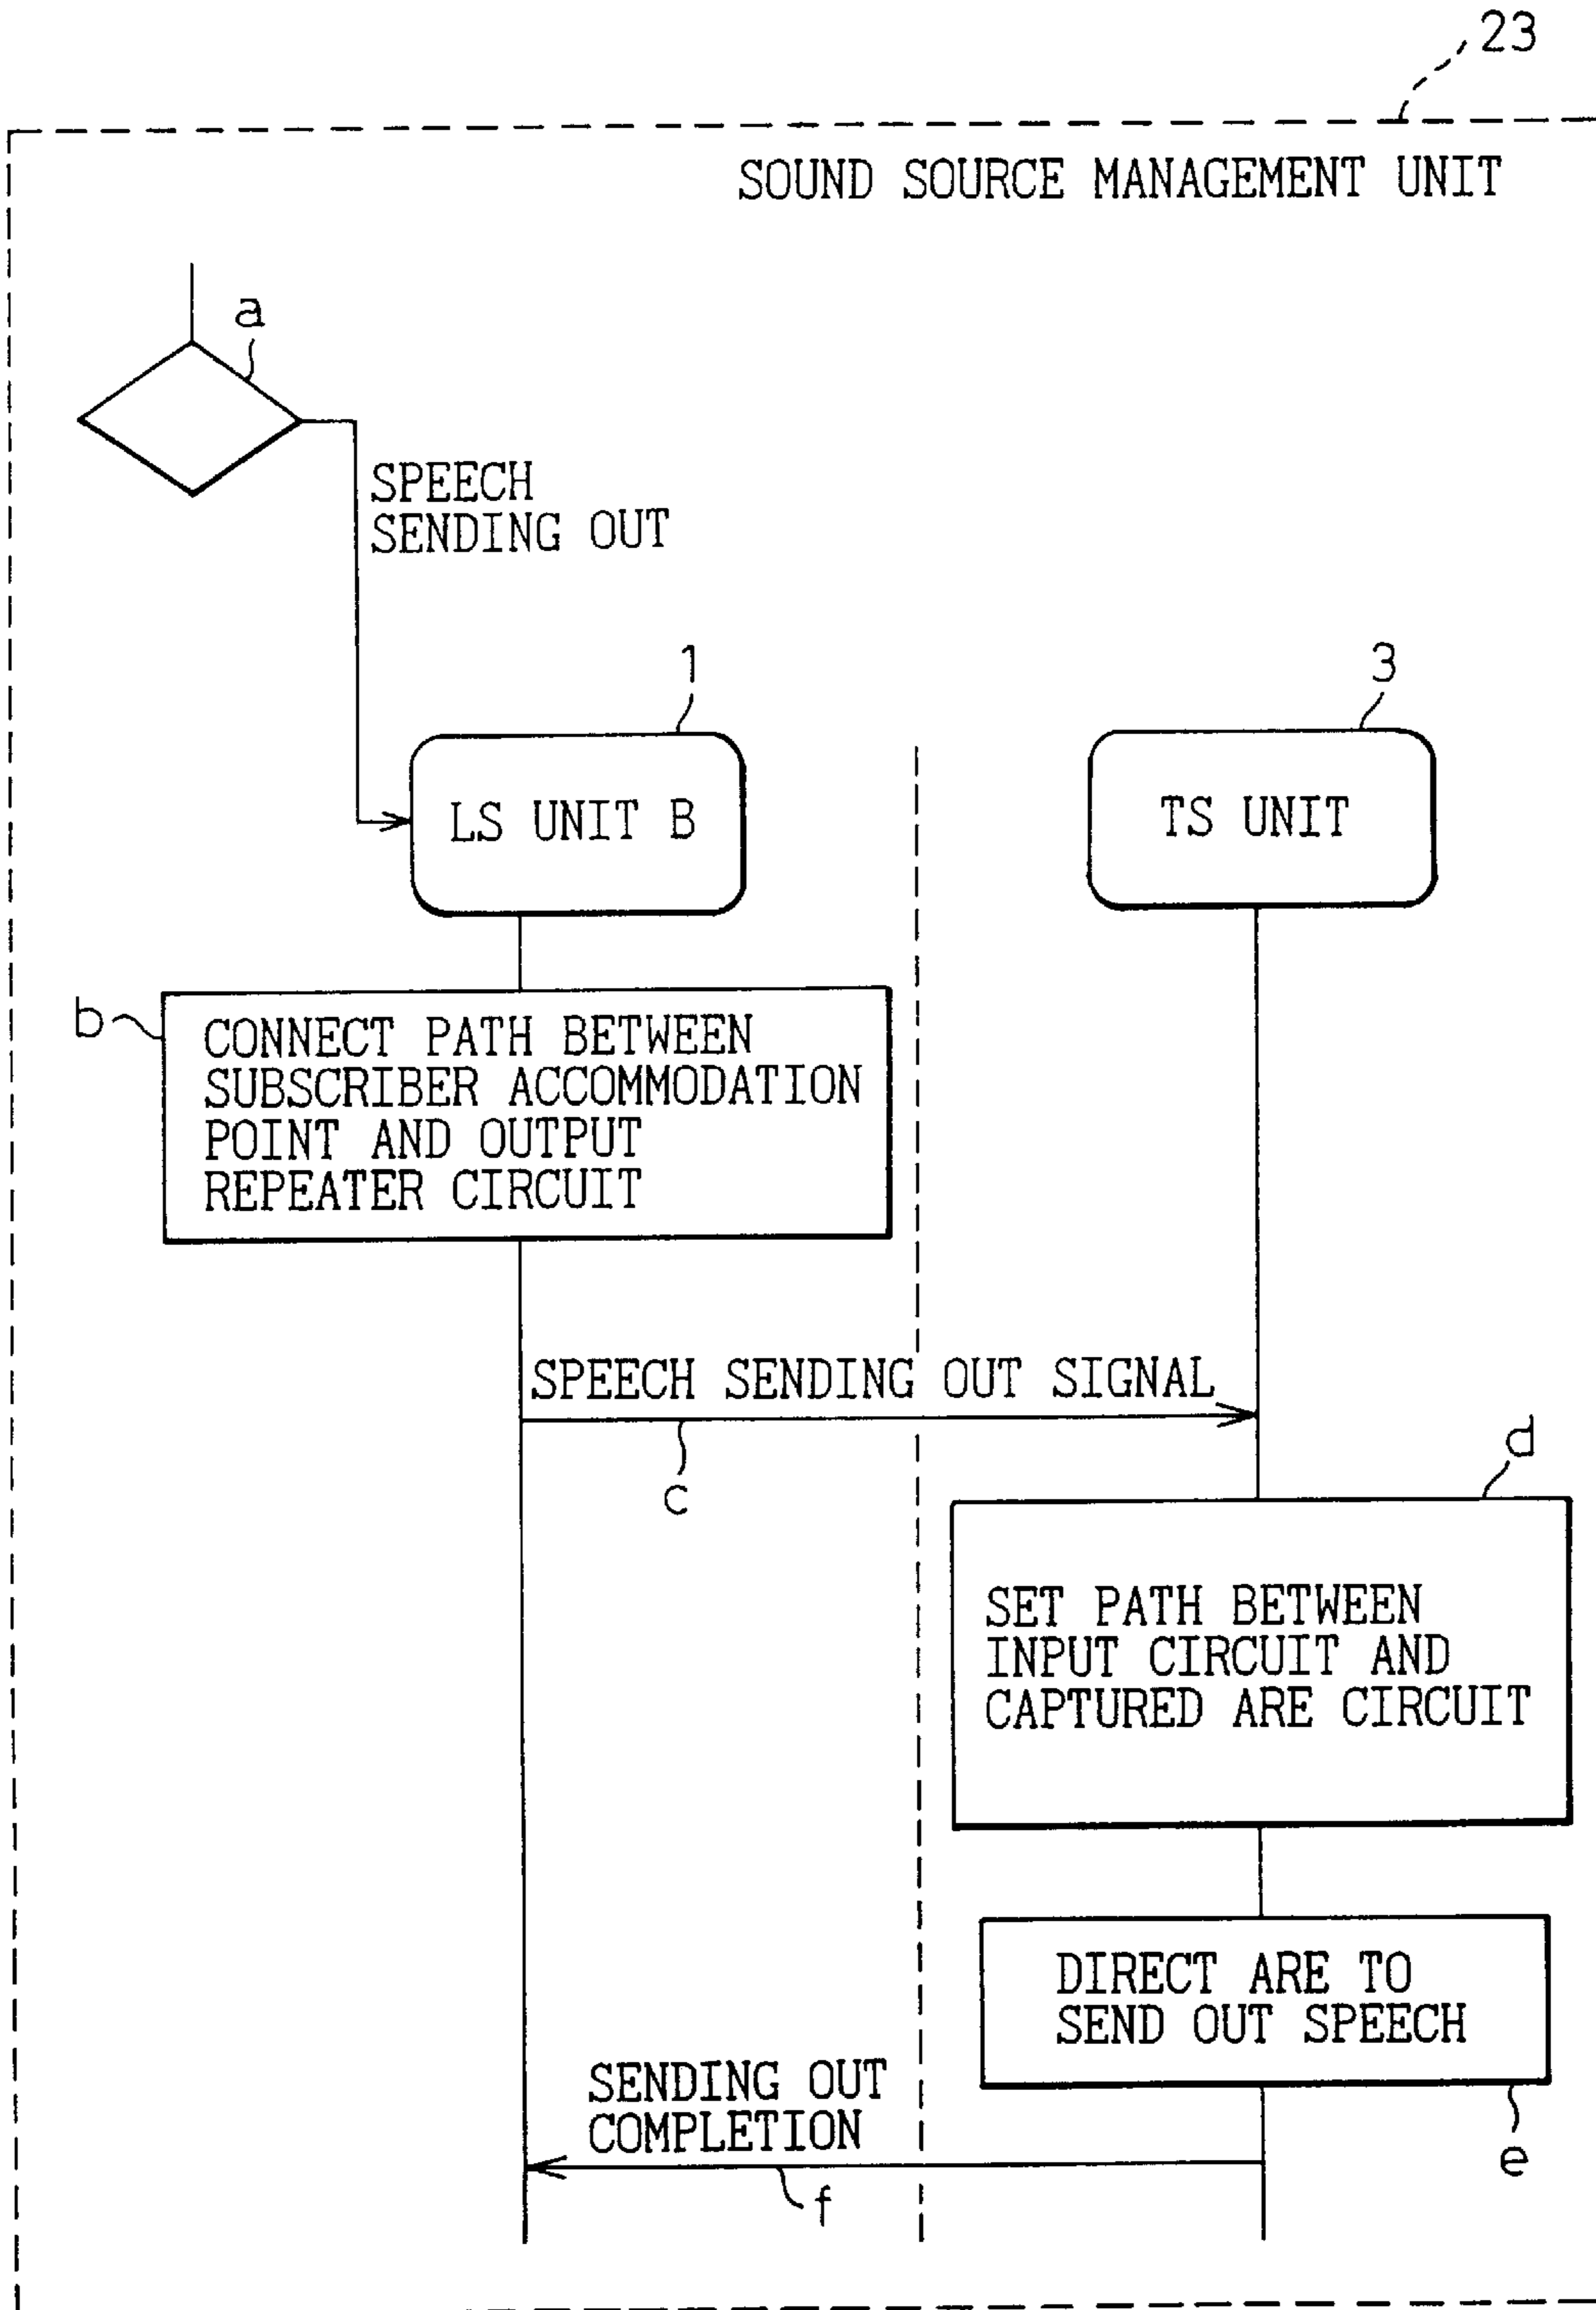 23
SOUND SOURCE MANAGEMENT UNIT
a
SPEECH
SENDING OUT
1
3
LS UNIT B
TS UNIT
b
CONNECT PATH BETWEEN
SUBSCRIBER ACCOMMODATION
POINT AND OUTPUT
REPEATER CIRCUIT
SPEECH SENDING OUT SIGNAL
c
d
SET PATH BETWEEN
INPUT CIRCUIT AND
CAPTURED ARE CIRCUIT
DIRECT ARE TO
SEND OUT SPEECH
e
SENDING OUT
COMPLETION
f